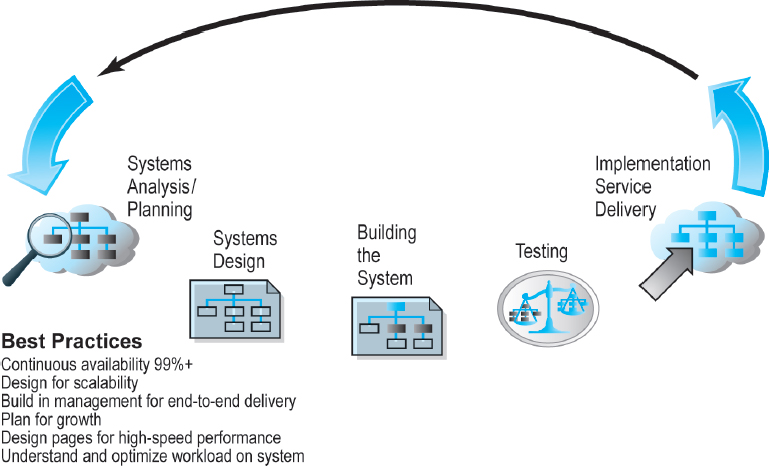 Systems
Analysis/
Planning
Systems
Design
Building
the
System
Testing
Implementation
Service
Delivery
Best Practices
Continuous availability 99%+
Design for scalability
Build in management for end-to-end delivery
Plan for growth
Design pages for high-speed performance
Understand and optimize workload on system